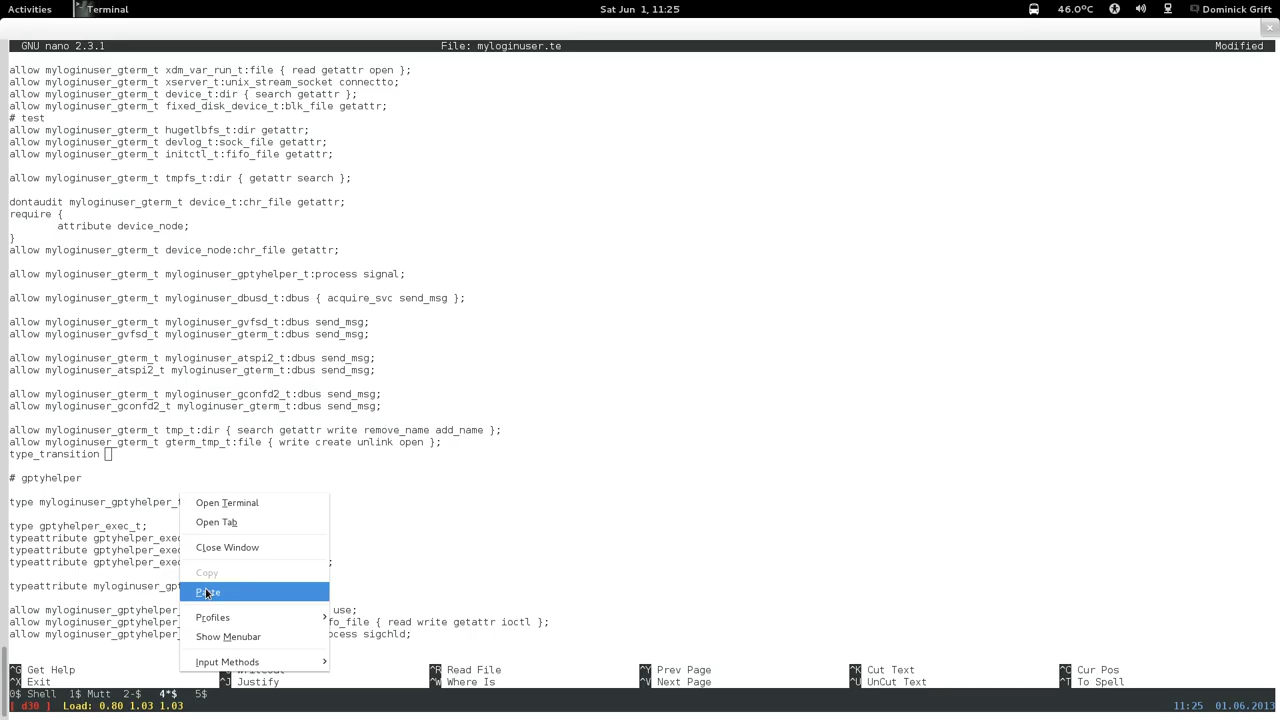 Activities Terminal Sat Jun 1, 11:25 46.0°C Dominick Grift
GNU nano 2.3.1 File: myloginuser.te Modified
allow myloginuser_gterm_t xdm_var_run_t:file { read getattr open };
allow myloginuser_gterm_t xserver_t:unix_stream_socket connectto;
allow myloginuser_gterm_t device_t:dir { search getattr };
allow myloginuser_gterm_t fixed_disk_device_t:blk_file getattr;
# test
allow myloginuser_gterm_t hugetlbfs_t:dir getattr;
allow myloginuser_gterm_t devlog_t:sock_file getattr;
allow myloginuser_gterm_t initctl_t:fifo_file getattr;
allow myloginuser_gterm_t tmpfs_t:dir { getattr search };
dontaudit myloginuser_gterm_t device_t:chr_file getattr;
require {
attribute device_node;
}
allow myloginuser_gterm_t device_node:chr_file getattr;
allow myloginuser_gterm_t myloginuser_gptyhelper_t:process signal;
allow myloginuser_gterm_t myloginuser_dbusd_t:dbus { acquire_svc send_msg };
allow myloginuser_gterm_t myloginuser_gvfsd_t:dbus send_msg;
allow myloginuser_gvfsd_t myloginuser_gterm_t:dbus send_msg;
allow myloginuser_gterm_t myloginuser_atspi2_t:dbus send_msg;
allow myloginuser_atspi2_t myloginuser_gterm_t:dbus send_msg;
allow myloginuser_gterm_t myloginuser_gconfd2_t:dbus send_msg;
allow myloginuser_gconfd2_t myloginuser_gterm_t:dbus send_msg;
allow myloginuser_gterm_t tmp_t:dir { search getattr write remove_name add_name };
allow myloginuser_gterm_t gterm_tmp_t:file { write create unlink open };
type_transition
# gptyhelper
type myloginuser_gptyhelper_t
Open Terminal
Open Tab
type gptyhelper_exec_t;
typeattribute gptyhelper_exec
Close Window
typeattribute gptyhelper_exec
typeattribute gptyhelper_exec ;
Copy
typeattribute myloginuser_gpt
Paste
allow myloginuser_gptyhelper_ use;
Profiles
allow myloginuser_gptyhelper_ fo_file { read write getattr ioctl };
allow myloginuser_gptyhelper_ ocess sigchld;
Show Menubar
Input Methods
^G Get Help WriteOut ^R Read File ^Y Prev Page ^K Cut Text ^C Cur Pos
^X Exit ^J Justify ^W Where Is ^V Next Page ^U UnCut Text ^T To Spell
0$ Shell 1$ Mutt 2-$ 4*$ 5$
[ d30 ] Load: 0.80 1.03 1.03 11:25 01.06.2013